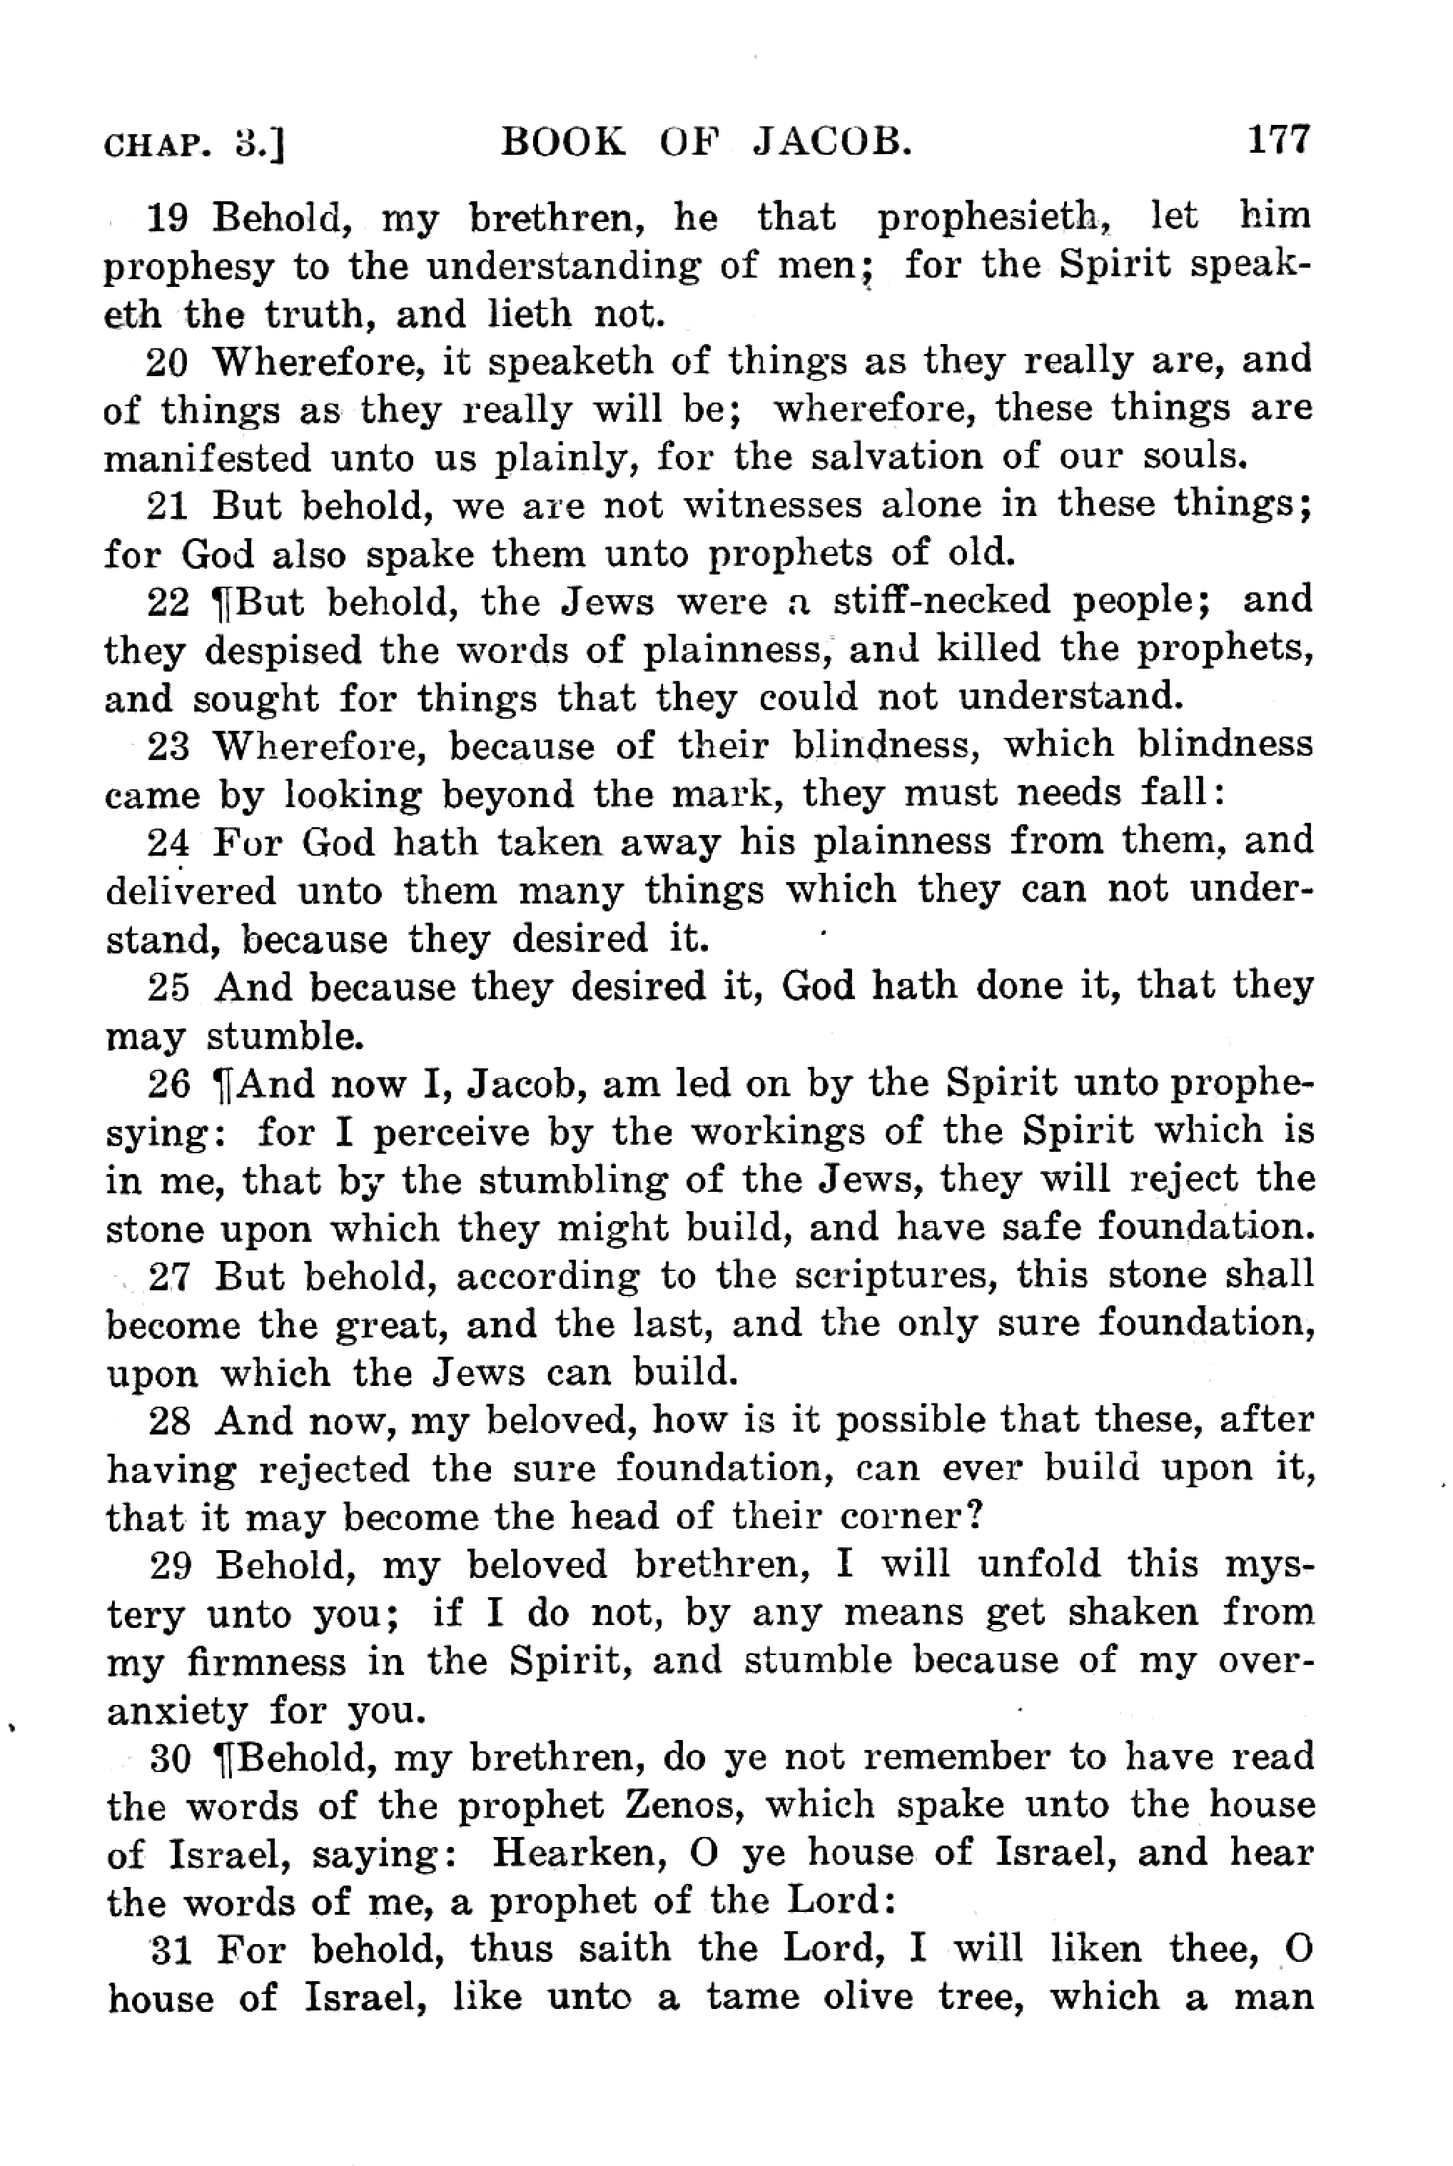 CHAP. 3.] BOOK OF JACOB. 177
19 Behold, my brethren, he that prophesieth, let him
prophesy to the understanding of men; for the Spirit speak-
eth the truth, and lieth not.
20 Wherefore, it speaketh of things as they really are, and
of things as they really will be; wherefore, these things are
manifested unto us plainly, for the salvation of our souls.
21 But behold, we are not witnesses alone in these things;
for God also spake them unto prophets of old.
22 ¶But behold, the Jews were a stiff-necked people; and
they despised the words of plainness, and killed the prophets,
and sought for things that they could not understand.
23 Wherefore, because of their blindness, which blindness
came by looking beyond the mark, they must needs fall:
24 For God hath taken away his plainness from them, and
delivered unto them many things which they can not under-
stand, because they desired it.
25 And because they desired it, God hath done it, that they
may stumble.
26 ¶And now I, Jacob, am led on by the Spirit unto prophe-
sying: for I perceive by the workings of the Spirit which is
in me, that by the stumbling of the Jews, they will reject the
stone upon which they might build, and have safe foundation.
27 But behold, according to the scriptures, this stone shall
become the great, and the last, and the only sure foundation,
upon which the Jews can build.
28 And now, my beloved, how is it possible that these, after
having rejected the sure foundation, can ever build upon it,
that it may become the head of their corner?
29 Behold, my beloved brethren, I will unfold this mys-
tery unto you; if I do not, by any means get shaken from
my firmness in the Spirit, and stumble because of my over-
anxiety for you.
30 ¶Behold, my brethren, do ye not remember to have read
the words of the prophet Zenos, which spake unto the house
of Israel, saying: Hearken, O ye house of Israel, and hear
the words of me, a prophet of the Lord:
31 For behold, thus saith the Lord, I will liken thee, O
house of Israel, like unto a tame olive tree, which a man